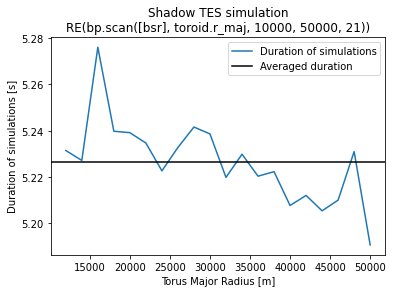 Shadow TES simulation
RE(bp.scan([bsr], toroid.r_maj, 10000, 50000, 21))
Duration of simulations
Averaged duration
Duration of simulations [s]
5.28
5.26
5.24
5.22
5.20
15000 20000 25000 30000 35000 40000 45000 50000
Torus Major Radius [m]